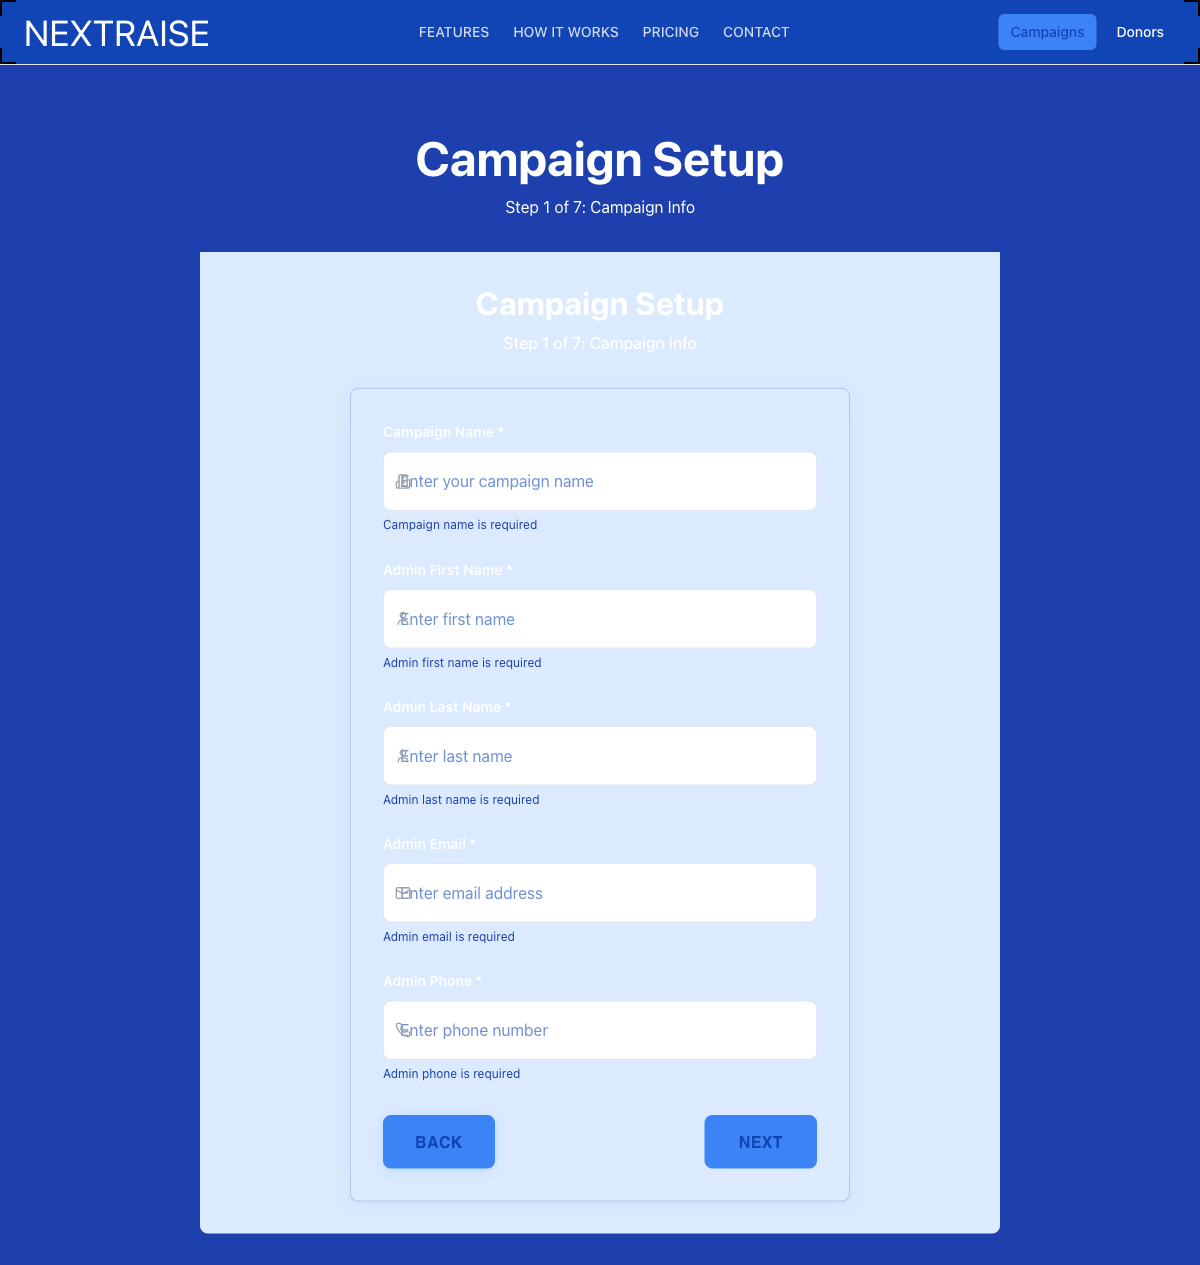 NEXTRAISE
FEATURES
HOW IT WORKS
PRICING
CONTACT
Campaigns
Donors
Campaign Setup
Step 1 of 7: Campaign Info
Campaign Setup
Step 1 of 7: Campaign Info
Campaign Name *
Enter your campaign name
Campaign name is required
Admin First Name *
Enter first name
Admin first name is required
Admin Last Name *
Enter last name
Admin last name is required
Admin Email *
Enter email address
Admin email is required
Admin Phone *
Enter phone number
Admin phone is required
BACK
NEXT